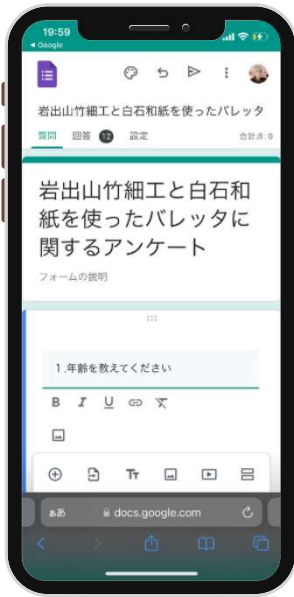 19:59
◀ Google
岩出山竹細工と白石和紙を使ったバレッタ
質問 回答 12 設定 合計点: 0
岩出山竹細工と白石和
紙を使ったバレッタに
関するアンケート
フォームの説明
1.年齢を教えてください
B I U
Tт
ああ docs.google.com